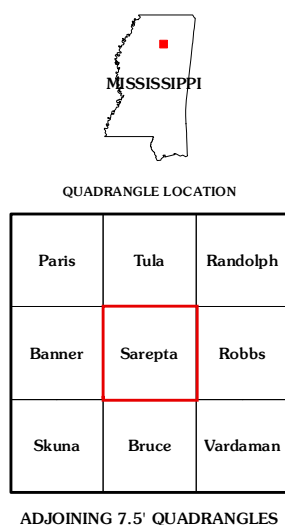 MISSISSIPPI
QUADRANGLE LOCATION
Paris Tula Randolph
Banner Sarepta Robbs
Skuna Bruce Vardaman
ADJOINING 7.5' QUADRANGLES